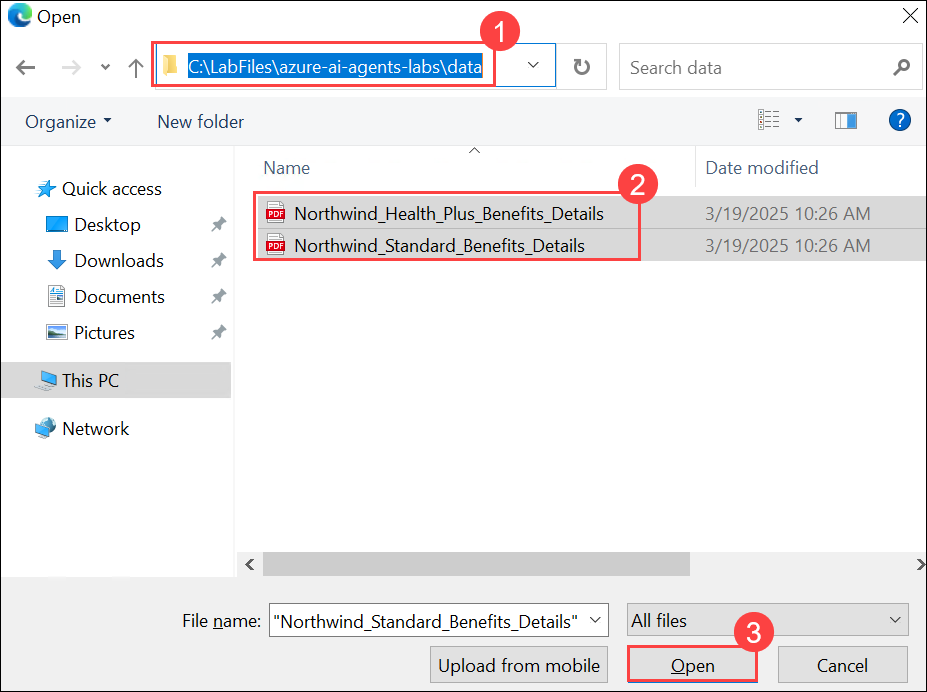 Open
1
C:\LabFiles\azure-ai-agents-labs\data
Search data
Organize
New folder
?
Name
Date modified
2
Quick access
Desktop
Downloads
Documents
Pictures
This PC
Network
PDF Northwind_Health_Plus_Benefits_Details 3/19/2025 10:26 AM
PDF Northwind_Standard_Benefits_Details 3/19/2025 10:26 AM
File name: "Northwind_Standard_Benefits_Details" All files
3
Upload from mobile
Open
Cancel